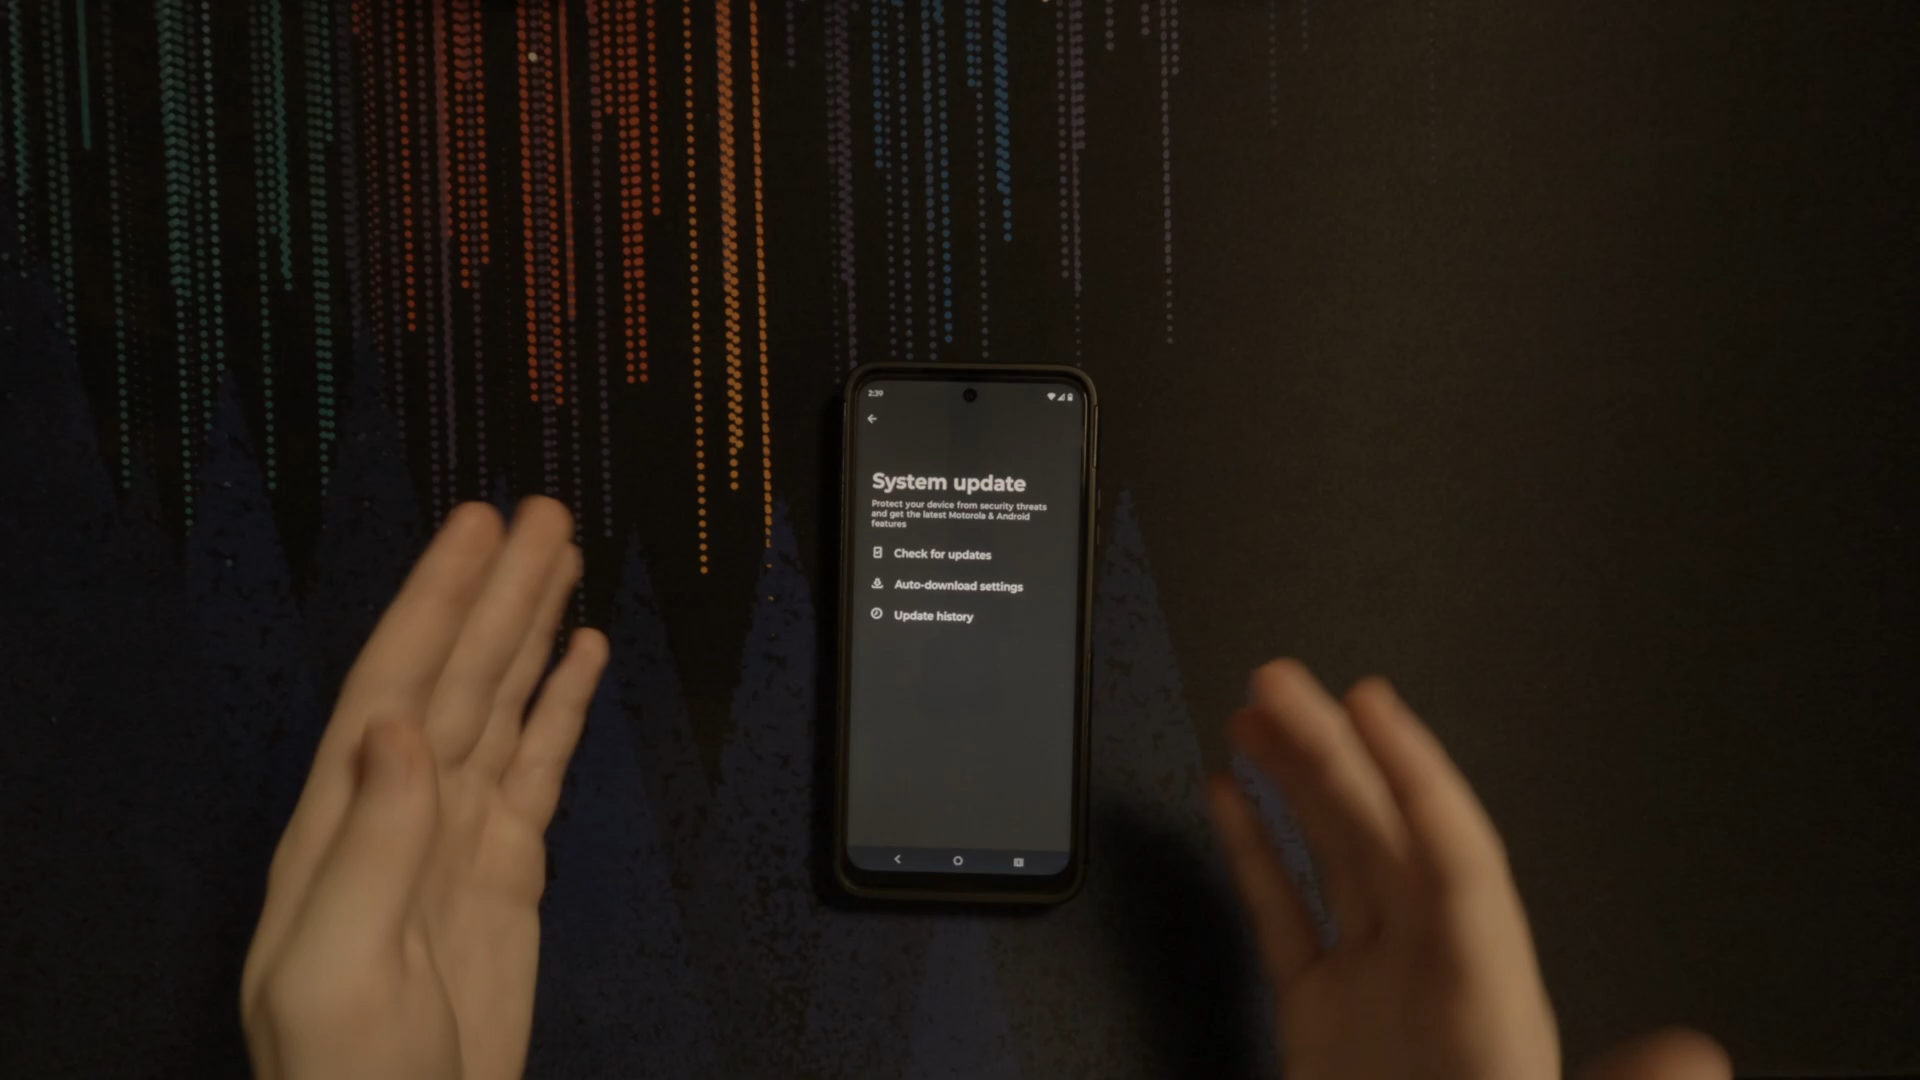 2:39
System update
Protect your device from security threats
and get the latest Motorola & Android
features
Check for updates
Auto-download settings
Update history